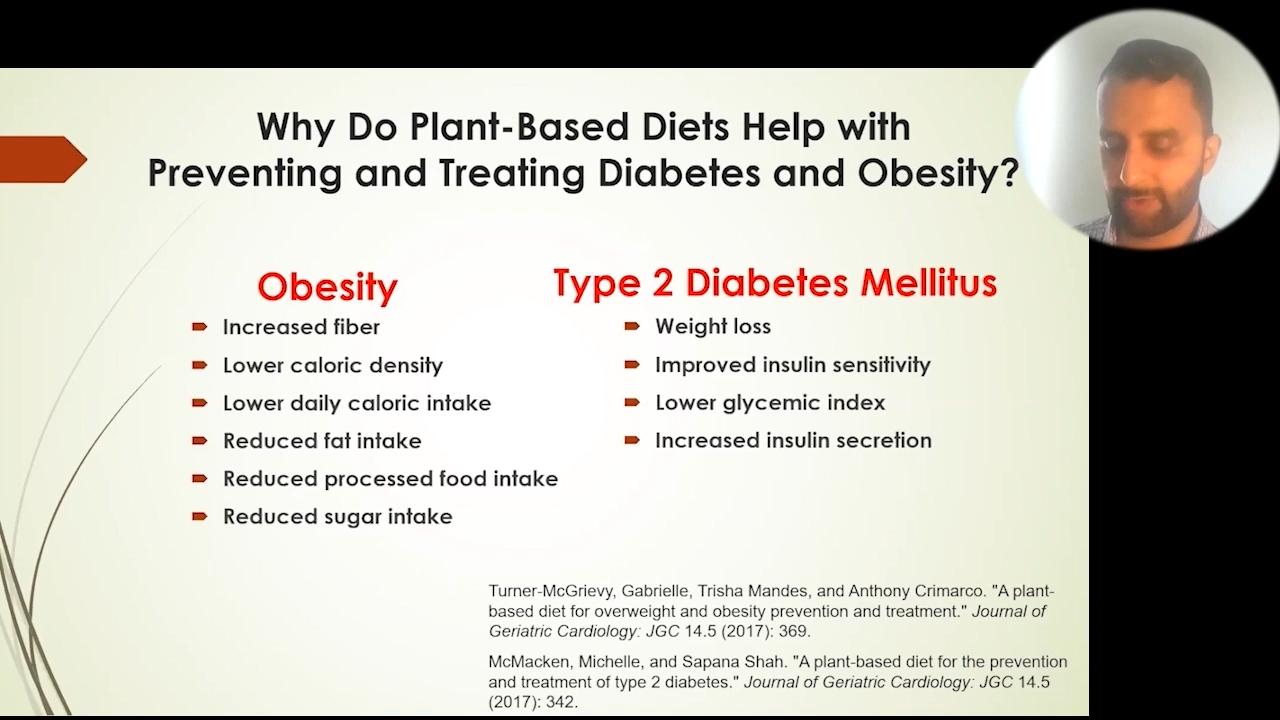 Why Do Plant-Based Diets Help with
Preventing and Treating Diabetes and Obesity?
Obesity
Increased fiber
Lower caloric density
Lower daily caloric intake
Reduced fat intake
Reduced processed food intake
Reduced sugar intake
Type 2 Diabetes Mellitus
Weight loss
Improved insulin sensitivity
Lower glycemic index
Increased insulin secretion
Turner-McGrievy, Gabrielle, Trisha Mandes, and Anthony Crimarco. "A plant-
based diet for overweight and obesity prevention and treatment." Journal of
Geriatric Cardiology: JGC 14.5 (2017): 369.
McMacken, Michelle, and Sapana Shah. "A plant-based diet for the prevention
and treatment of type 2 diabetes." Journal of Geriatric Cardiology: JGC 14.5
(2017): 342.